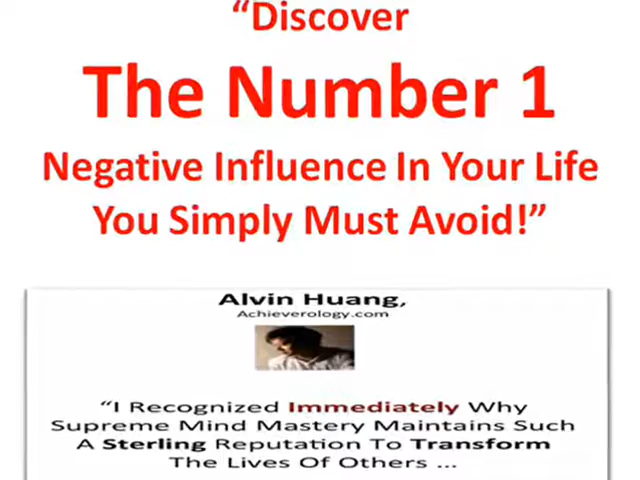 “Discover
The Number 1
Negative Influence In Your Life
You Simply Must Avoid!”
Alvin Huang,
Achieverology.com
“I Recognized Immediately Why
Supreme Mind Mastery Maintains Such
A Sterling Reputation To Transform
The Lives Of Others ...